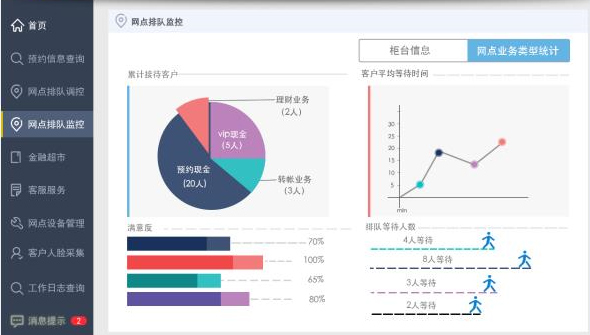 首页
预约信息查询
网点排队调控
网点排队监控
金融超市
客服服务
网点设备管理
客户人脸采集
工作日志查询
消息提示 2
网点排队监控
柜台信息
网点业务类型统计
累计接待客户
理财业务
(2人)
vip现金
(5人)
预约现金
(20人)
转帐业务
(3人)
客户平均等待时间
30
25
20
15
10
5
min
满意度
70%
100%
65%
80%
排队等待人数
4人等待
8人等待
3人等待
2人等待